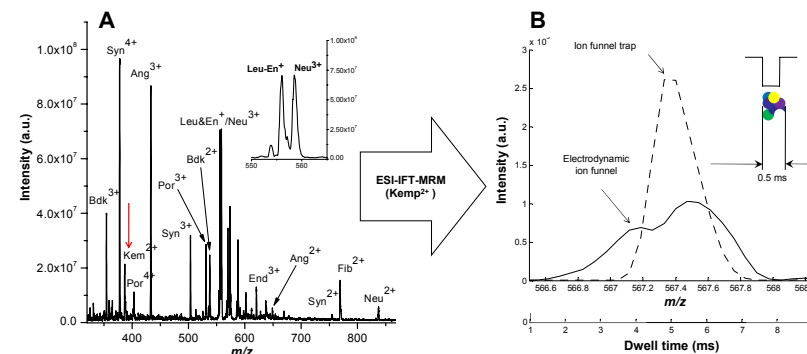 A
Intensity (a.u.)
1.0x10⁸
8.0x10⁷
6.0x10⁷
4.0x10⁷
2.0x10⁷
0.0
Syn⁴⁺
Ang³⁺
Leu&En⁺/Neu³⁺
Bdk²⁺
Por³⁺
Bdk³⁺
Syn³⁺
Kem²⁺
Por⁴⁺
End³⁺
Ang²⁺
Syn²⁺
Fib²⁺
Neu²⁺
400 500 600 700 800
m/z
Leu-En⁺ Neu³⁺
1.00x10⁸
7.50x10⁷
5.00x10⁷
2.50x10⁷
0.00
550 560
ESI-IFT-MRM
(Kemp²⁺ )
B
Intensity (a.u.)
x 10⁻
3
2.5
2
1.5
1
0.5
0
0
Ion funnel trap
Electrodynamic
ion funnel
0.5 ms
566.6 566.8 567 567.2 567.4 567.6 567.8 568 568.
m/z
1 2 3 4 5 6 7 8
Dwell time (ms)